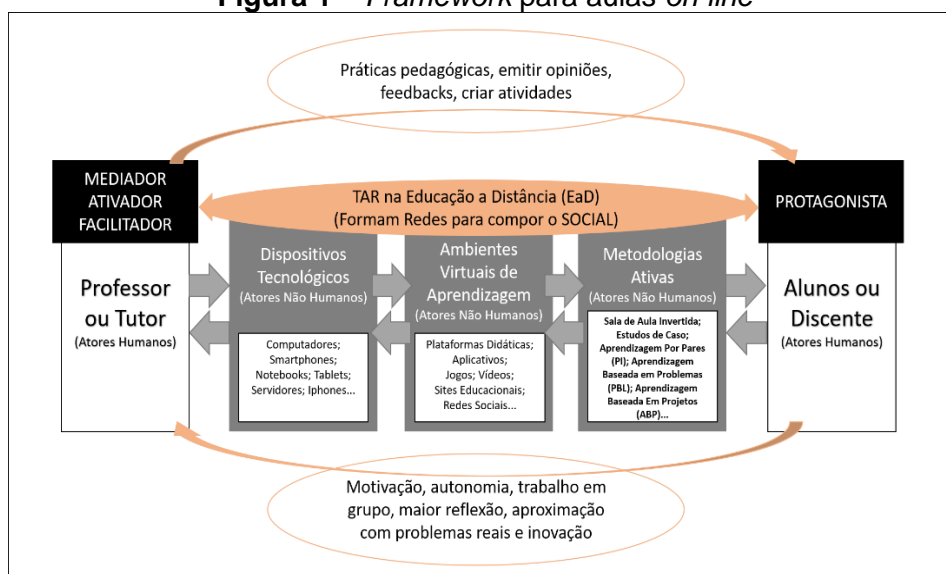 Figura 1 – Framework para aulas on-line
Práticas pedagógicas, emitir opiniões,
feedbacks, criar atividades
MEDIADOR
ATIVADOR
FACILITADOR
TAR na Educação a Distância (EaD)
(Formam Redes para compor o SOCIAL)
PROTAGONISTA
Professor
ou Tutor
(Atores Humanos)
Dispositivos
Tecnológicos
(Atores Não Humanos)
Computadores;
Smartphones;
Notebooks; Tablets;
Servidores; Iphones...
Ambientes
Virtuais de
Aprendizagem
(Atores Não Humanos)
Plataformas Didáticas;
Aplicativos;
Jogos; Vídeos;
Sites Educacionais;
Redes Sociais...
Metodologias
Ativas
(Atores Não Humanos)
Sala de Aula Invertida;
Estudos de Caso;
Aprendizagem Por Pares
(PI); Aprendizagem
Baseada em Problemas
(PBL); Aprendizagem
Baseada Em Projetos
(ABP)...
Alunos ou
Discente
(Atores Humanos)
Motivação, autonomia, trabalho em
grupo, maior reflexão, aproximação
com problemas reais e inovação